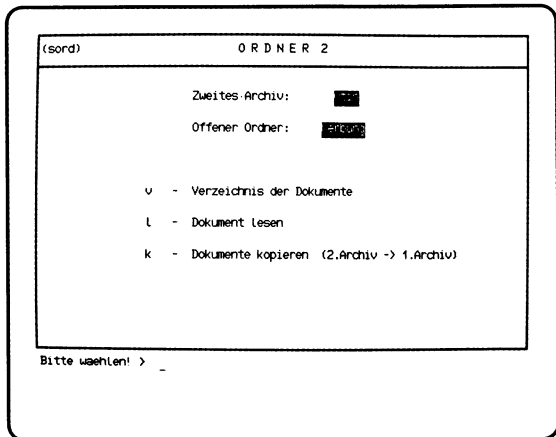 (sord) O R D N E R 2
Zweites Archiv:
Offener Ordner:
v - Verzeichnis der Dokumente
l - Dokument lesen
k - Dokumente kopieren (2.Archiv -> 1.Archiv)
Bitte waehlen! > _